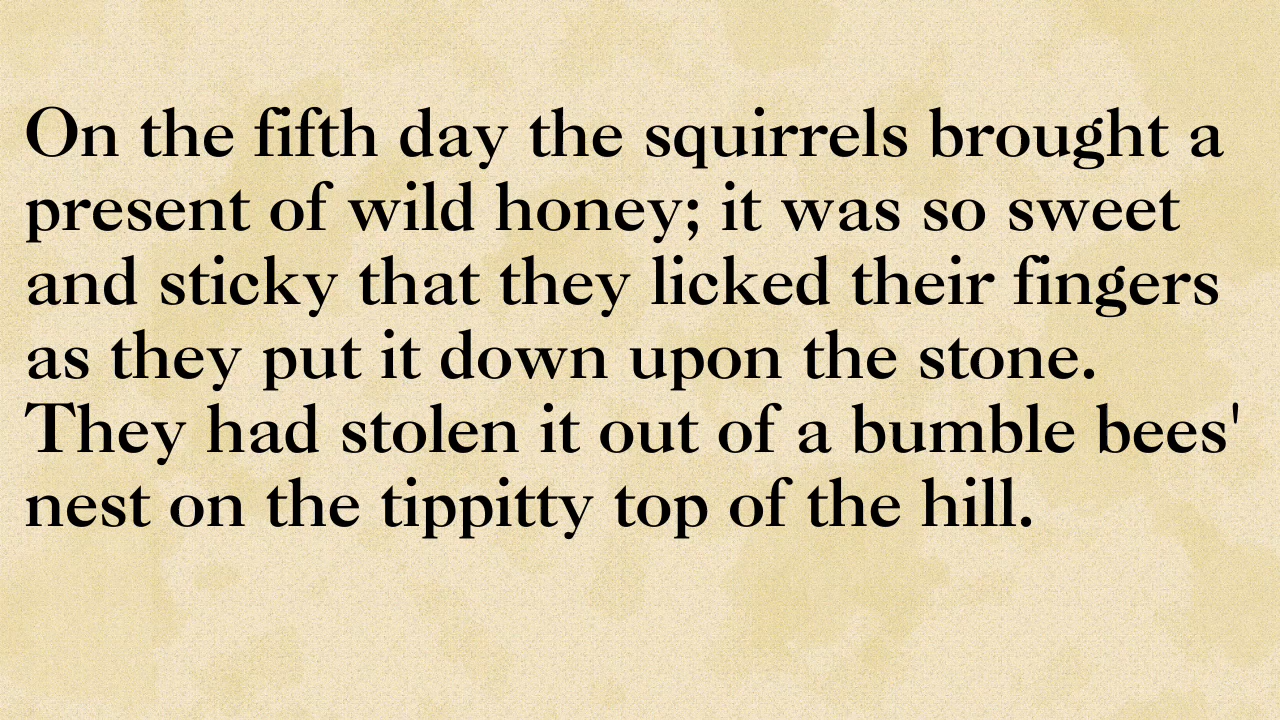 On the fifth day the squirrels brought a
present of wild honey; it was so sweet
and sticky that they licked their fingers
as they put it down upon the stone.
They had stolen it out of a bumble bees'
nest on the tippitty top of the hill.